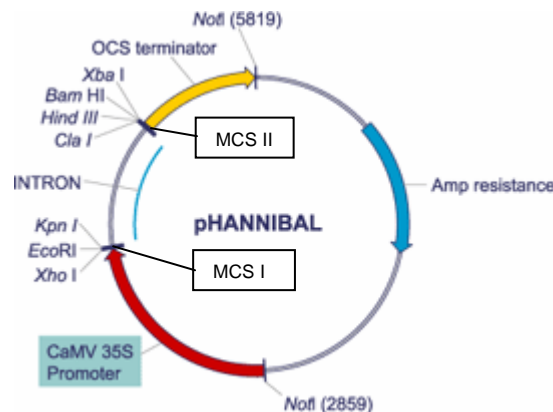 NotI (5819)
OCS terminator
Xba I
Bam HI
Hind III
Cla I
MCS II
INTRON
Amp resistance
pHANNIBAL
Kpn I
EcoRI
Xho I
MCS I
CaMV 35S
Promoter
NotI (2859)